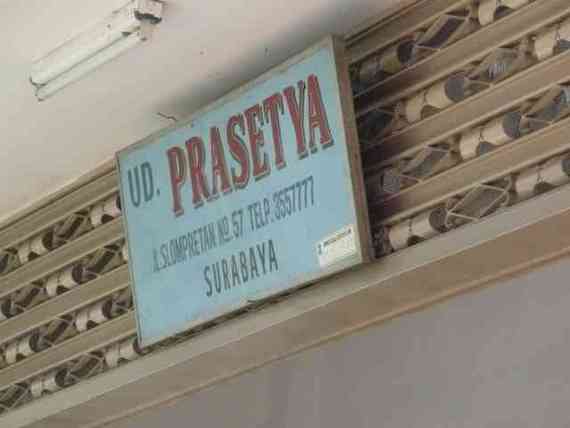 UD. PRASETYA
JL. SLOMPRETAN NO. 57 TELP. 3557777
SURABAYA